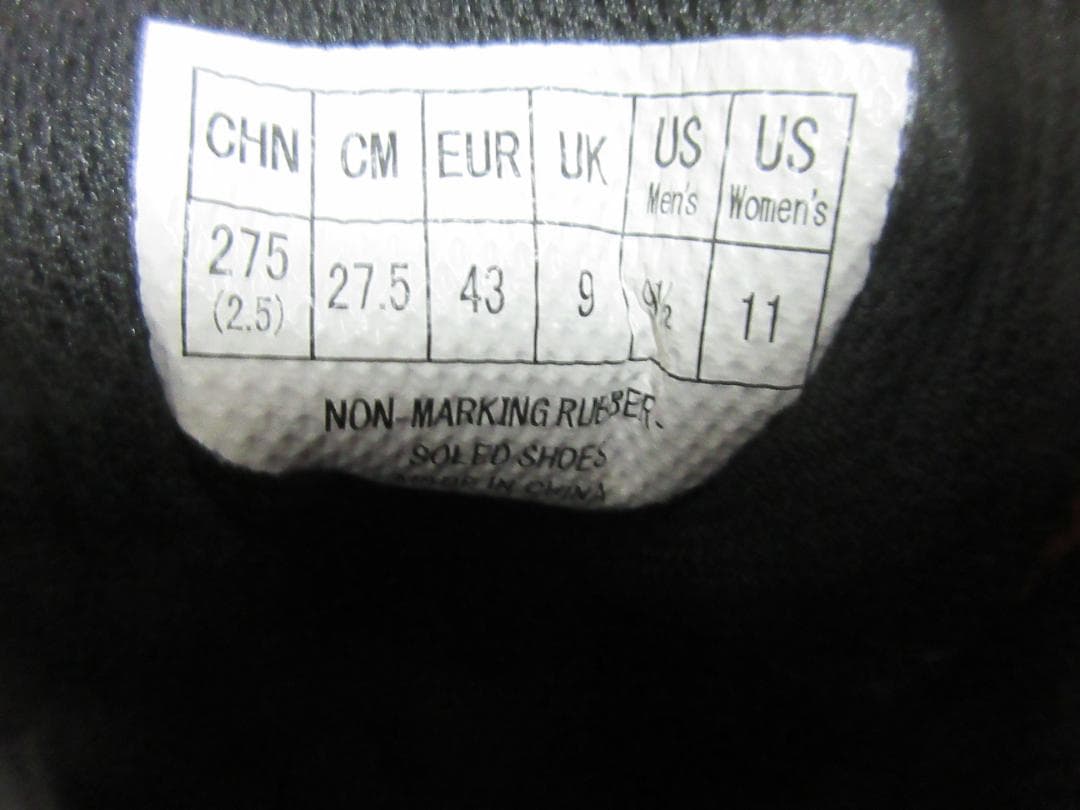 CHN CM EUR UK US Men's US Women's
275 (2.5) 27.5 43 9 9½ 11
NON-MARKING RUBBER
SOLED SHOES
MADE IN CHINA